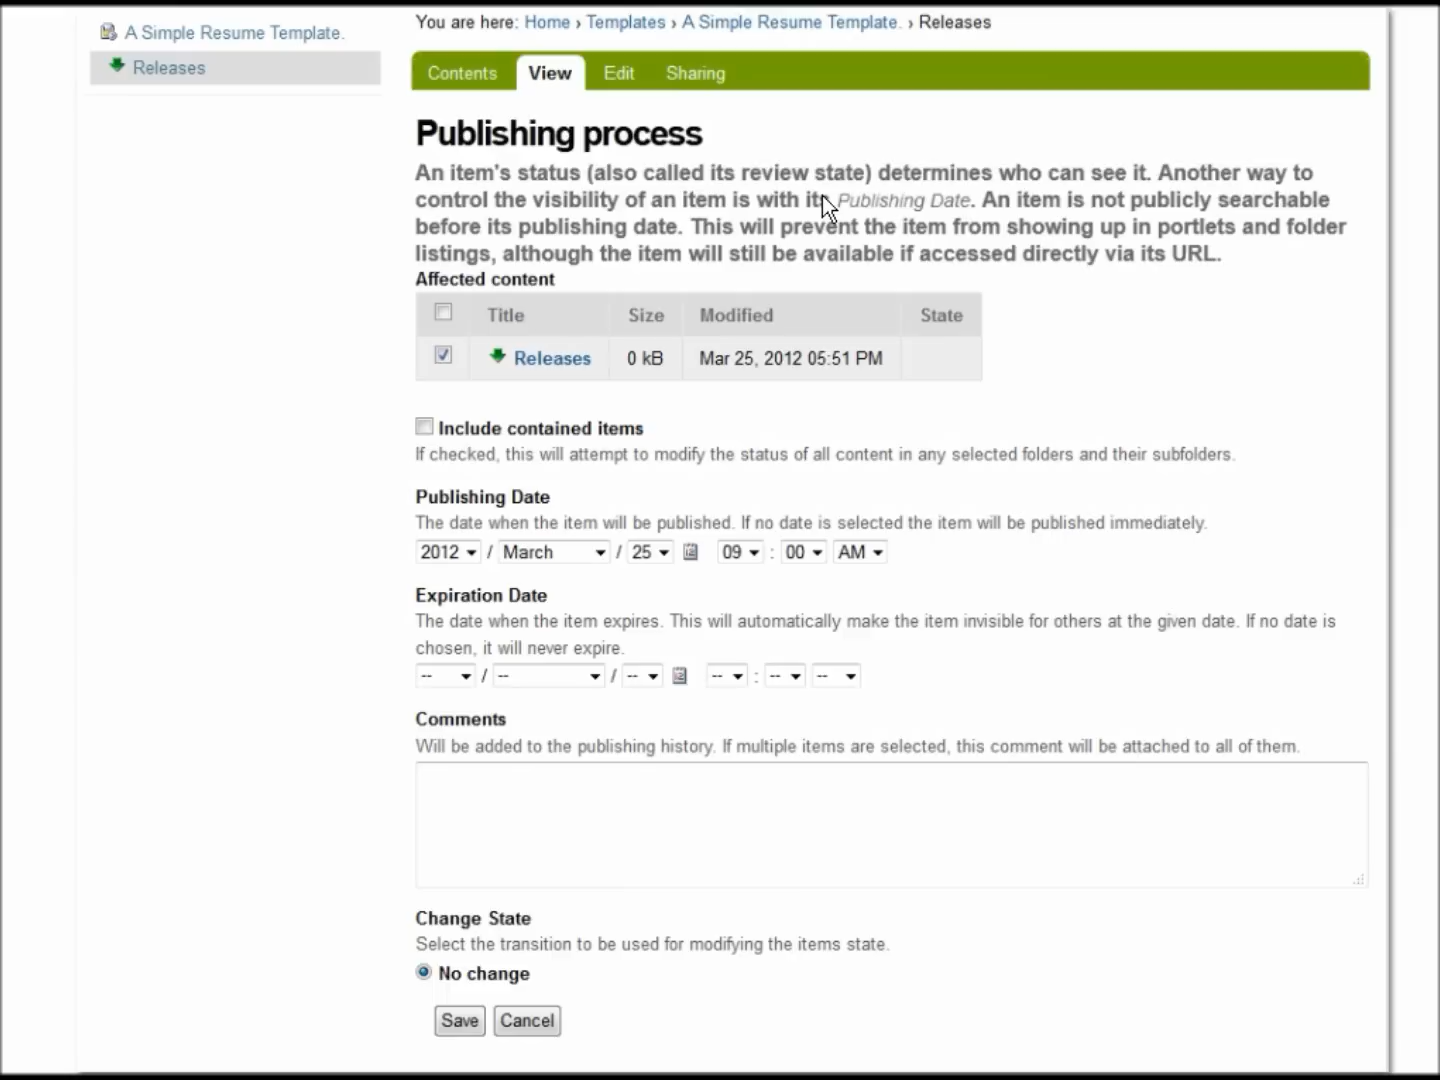 A Simple Resume Template.
Releases
You are here: Home › Templates › A Simple Resume Template. › Releases
Contents View Edit Sharing
Publishing process
An item's status (also called its review state) determines who can see it. Another way to
control the visibility of an item is with its Publishing Date. An item is not publicly searchable
before its publishing date. This will prevent the item from showing up in portlets and folder
listings, although the item will still be available if accessed directly via its URL.
Affected content
Title Size Modified State
Releases 0 kB Mar 25, 2012 05:51 PM
Include contained items
If checked, this will attempt to modify the status of all content in any selected folders and their subfolders.
Publishing Date
The date when the item will be published. If no date is selected the item will be published immediately.
2012 / March / 25 09 : 00 AM
Expiration Date
The date when the item expires. This will automatically make the item invisible for others at the given date. If no date is
chosen, it will never expire.
-- / -- / -- -- : -- --
Comments
Will be added to the publishing history. If multiple items are selected, this comment will be attached to all of them.
Change State
Select the transition to be used for modifying the items state.
No change
Save Cancel